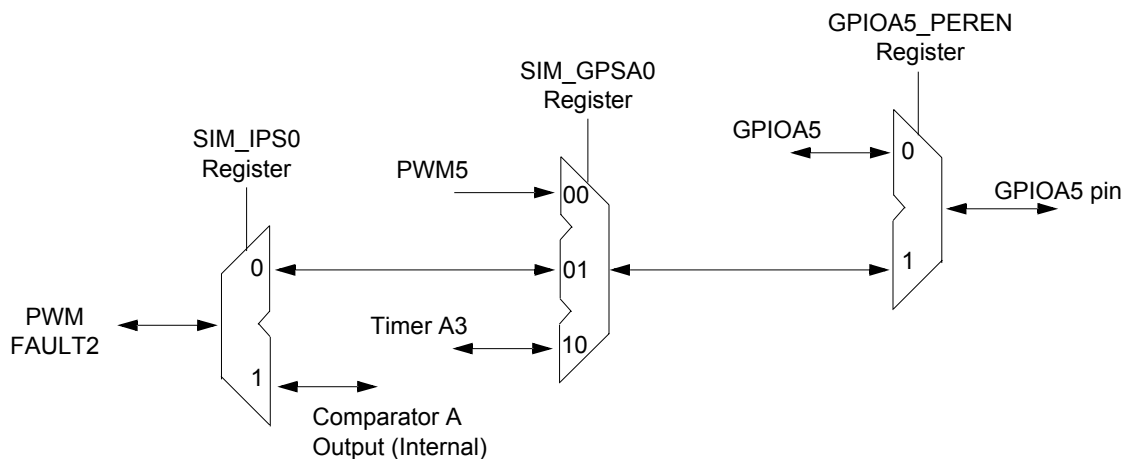 GPIOA5_PEREN
Register
SIM_GPSA0
Register
SIM_IPS0
Register
GPIOA5
0
PWM5
00
GPIOA5 pin
0
01
1
PWM
FAULT2
Timer A3
10
1
Comparator A
Output (Internal)